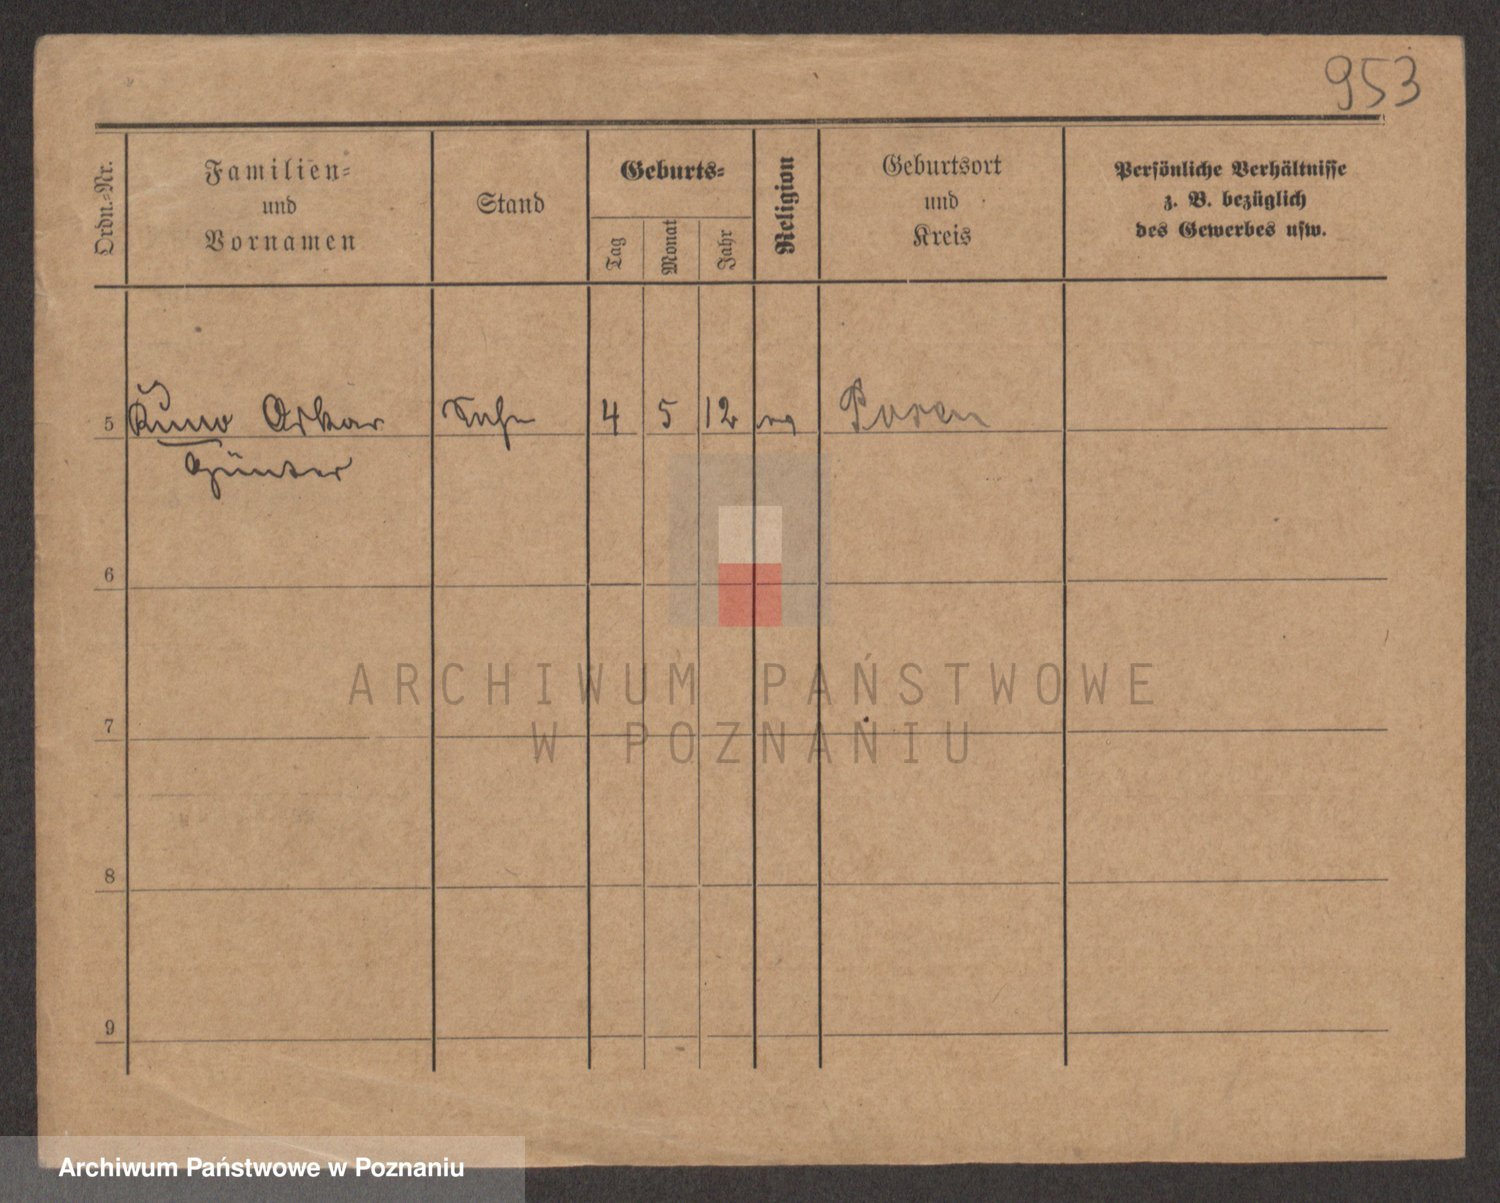 953
Ordn.-Nr.
Familien-
und
Vornamen
Stand
Geburts-
Tag
Monat
Jahr
Religion
Geburtsort
und
Kreis
Persönliche Verhältnisse
z. B. bezüglich
des Gewerbes usw.
5 Kuno Oskar Sohn 4 5 12 Posen
Günter
6
7
8
9
ARCHIWUM PAŃSTWOWE
W POZNANIU
Archiwum Państwowe w Poznaniu